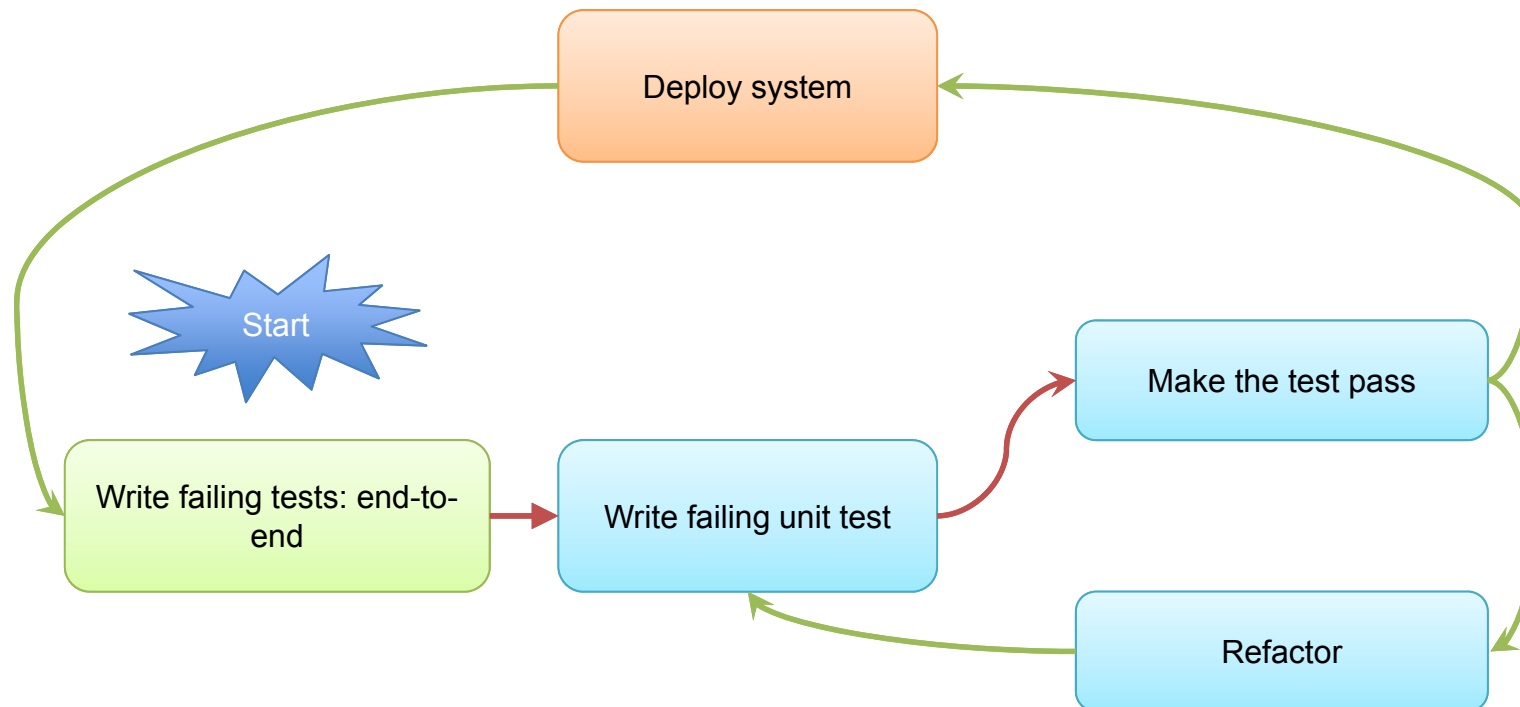 Deploy system
Start
Make the test pass
Write failing tests: end-to-
end
Write failing unit test
Refactor